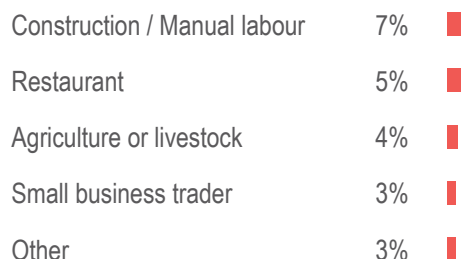 Construction / Manual labour 7%
Restaurant 5%
Agriculture or livestock 4%
Small business trader 3%
Other 3%